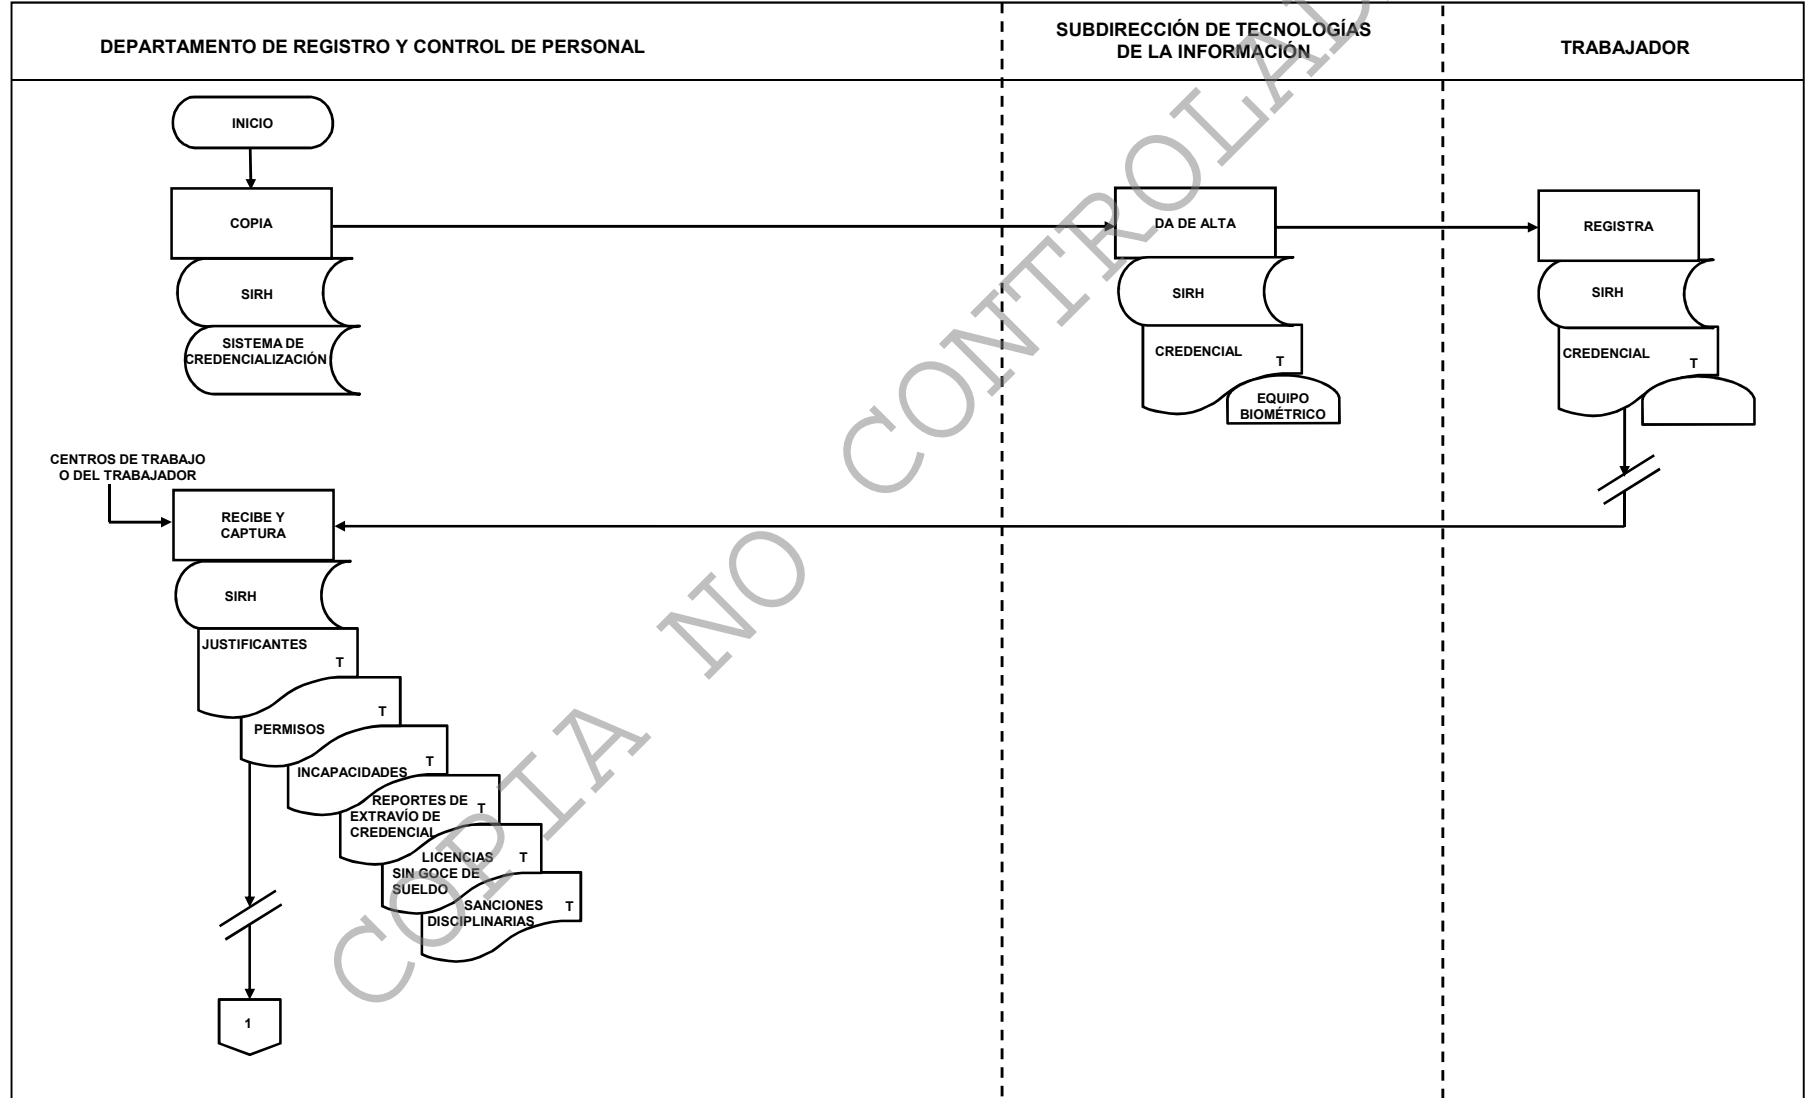 DEPARTAMENTO DE REGISTRO Y CONTROL DE PERSONAL
SUBDIRECCIÓN DE TECNOLOGÍAS
DE LA INFORMACIÓN
TRABAJADOR
INICIO
COPIA
DA DE ALTA
REGISTRA
SIRH
SIRH
SIRH
SISTEMA DE
CREDENCIALIZACIÓN
CREDENCIAL
T
EQUIPO
BIOMÉTRICO
CREDENCIAL
T
CENTROS DE TRABAJO
O DEL TRABAJADOR
RECIBE Y
CAPTURA
SIRH
JUSTIFICANTES
T
PERMISOS
T
INCAPACIDADES
T
REPORTES DE
EXTRAVÍO DE
CREDENCIAL
T
LICENCIAS
SIN GOCE DE
SUELDO
T
SANCIONES
DISCIPLINARIAS
T
1
COPIA NO CONTROLAD